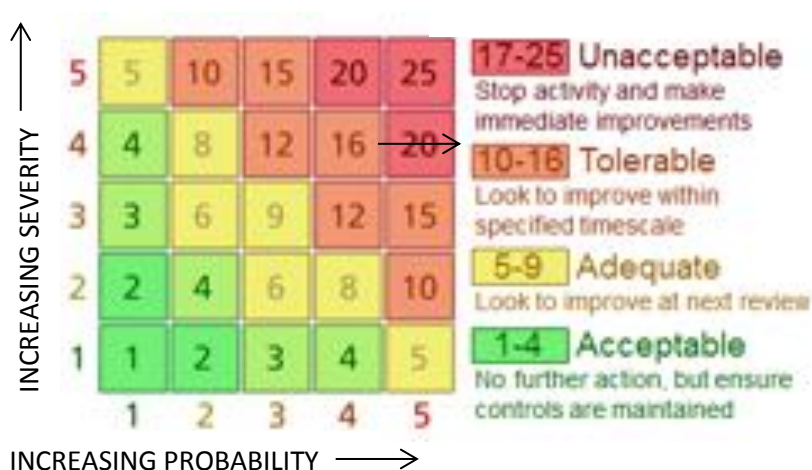 INCREASING SEVERITY
5 5 10 15 20 25
4 4 8 12 16 20
3 3 6 9 12 15
2 2 4 6 8 10
1 1 2 3 4 5
1 2 3 4 5
INCREASING PROBABILITY
17-25 Unacceptable
Stop activity and make
immediate improvements
10-16 Tolerable
Look to improve within
specified timescale
5-9 Adequate
Look to improve at next review
1-4 Acceptable
No further action, but ensure
controls are maintained